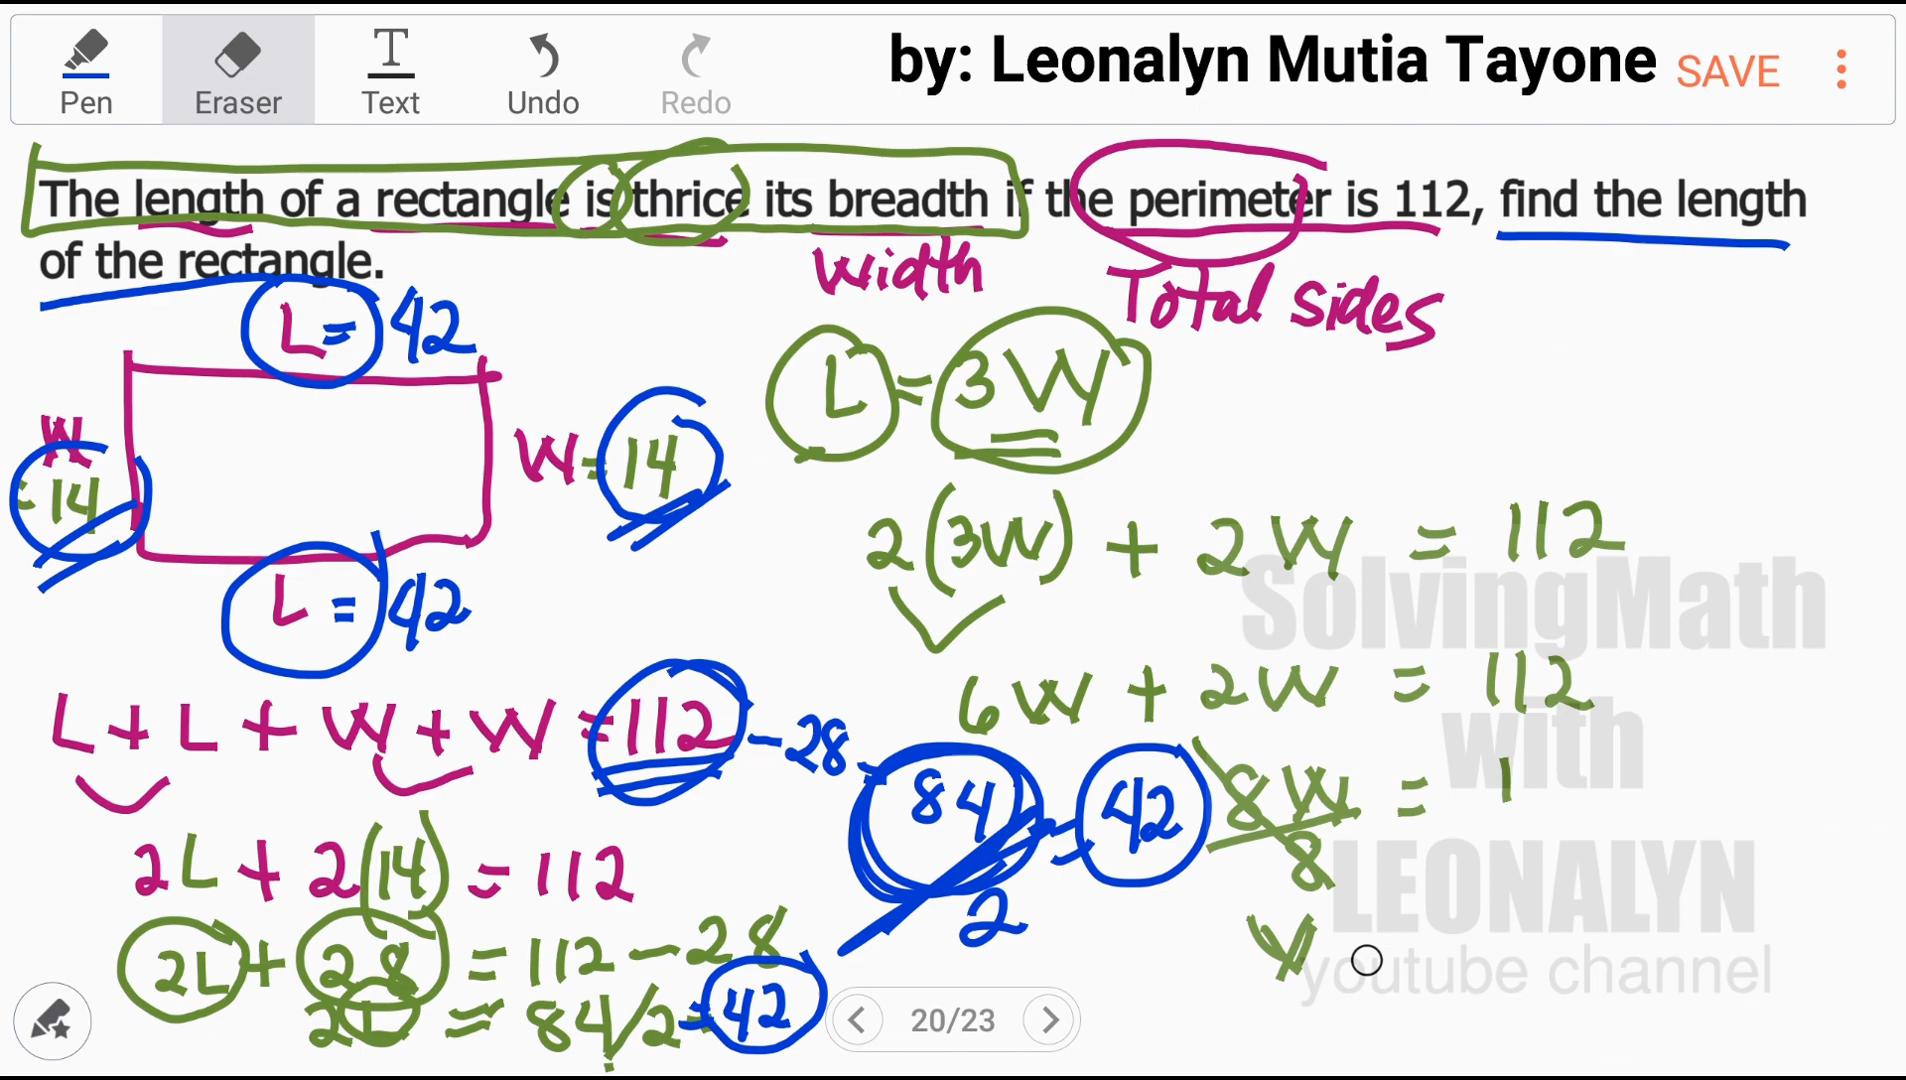 by: Leonalyn Mutia Tayone SAVE
Pen Eraser Text Undo Redo
The length of a rectangle is thrice its breadth if the perimeter is 112, find the length
of the rectangle.
width
Total sides
L = 42
L = 3W
W = 14
W = 14
2(3W) + 2W = 112
L = 42
6W + 2W = 112
L + L + W + W = 112 - 28 = 84 = 42
2
8W = 1
8
2L + 2(14) = 112
W
2L + 28 = 112 - 28
2L = 84/2 = 42
20/23
SolvingMath
with
LEONALYN
youtube channel